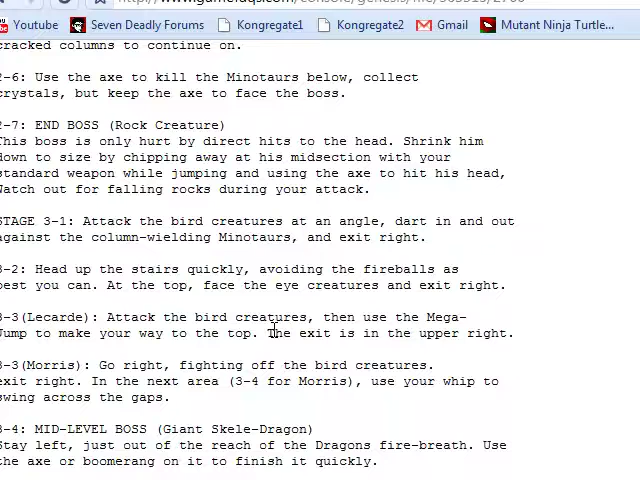 YouTube Seven Deadly Forums Kongregate1 Kongregate2 Gmail Mutant Ninja Turtle...
cracked columns to continue on.
2-6: Use the axe to kill the Minotaurs below, collect
crystals, but keep the axe to face the boss.
2-7: END BOSS (Rock Creature)
This boss is only hurt by direct hits to the head. Shrink him
down to size by chipping away at his midsection with your
standard weapon while jumping and using the axe to hit his head,
Watch out for falling rocks during your attack.
STAGE 3-1: Attack the bird creatures at an angle, dart in and out
against the column-wielding Minotaurs, and exit right.
3-2: Head up the stairs quickly, avoiding the fireballs as
best you can. At the top, face the eye creatures and exit right.
3-3(Lecarde): Attack the bird creatures, then use the Mega-
Jump to make your way to the top. The exit is in the upper right.
3-3(Morris): Go right, fighting off the bird creatures.
exit right. In the next area (3-4 for Morris), use your whip to
swing across the gaps.
3-4: MID-LEVEL BOSS (Giant Skele-Dragon)
Stay left, just out of the reach of the Dragons fire-breath. Use
the axe or boomerang on it to finish it quickly.